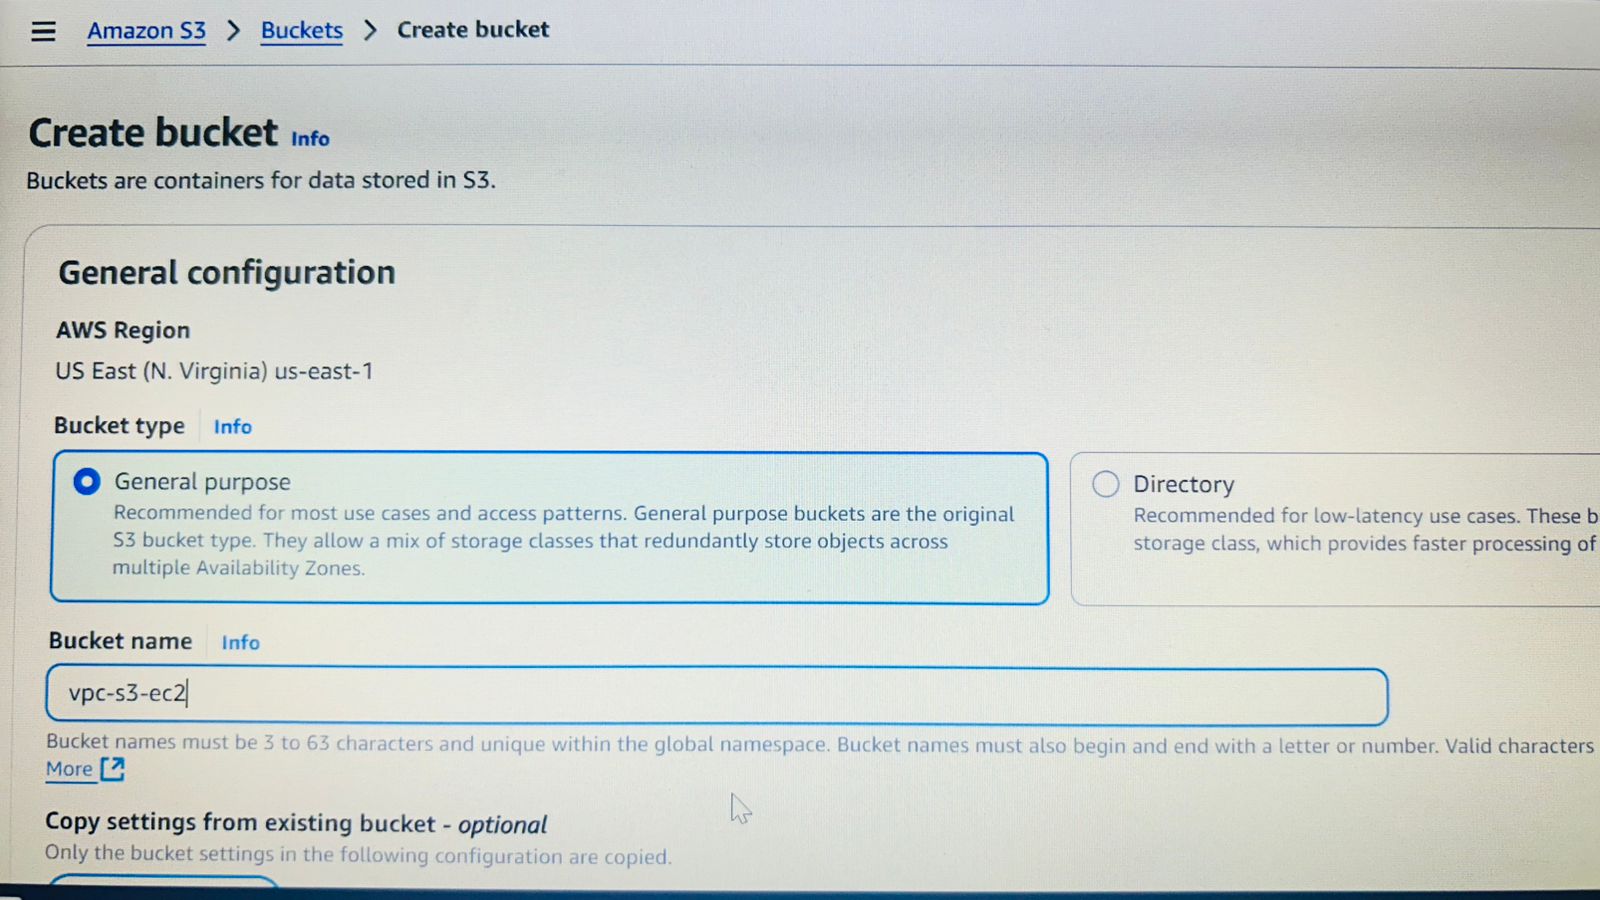 Amazon S3 > Buckets > Create bucket
Create bucket Info
Buckets are containers for data stored in S3.
General configuration
AWS Region
US East (N. Virginia) us-east-1
Bucket type Info
General purpose
Recommended for most use cases and access patterns. General purpose buckets are the original
S3 bucket type. They allow a mix of storage classes that redundantly store objects across
multiple Availability Zones.
Directory
Recommended for low-latency use cases. These b
storage class, which provides faster processing of
Bucket name Info
vpc-s3-ec2
Bucket names must be 3 to 63 characters and unique within the global namespace. Bucket names must also begin and end with a letter or number. Valid characters
More
Copy settings from existing bucket - optional
Only the bucket settings in the following configuration are copied.